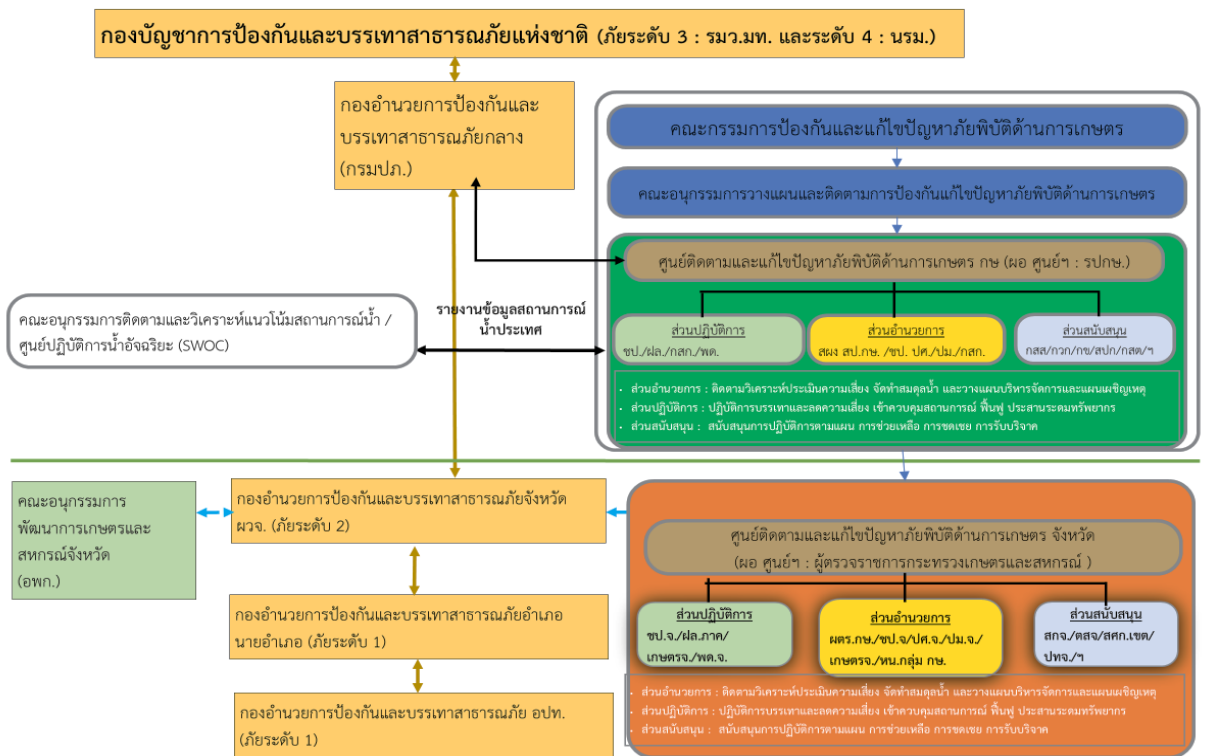 กองบัญชาการป้องกันและบรรเทาสาธารณภัยแห่งชาติ (ภัยระดับ 3 : รมว.มท. และระดับ 4 : นรม.)
กองอำนวยการป้องกันและ
บรรเทาสาธารณภัยกลาง
(กรมปภ.)
คณะกรรมการป้องกันและแก้ไขปัญหาภัยพิบัติด้านการเกษตร
คณะอนุกรรมการวางแผนและติดตามการป้องกันแก้ไขปัญหาภัยพิบัติด้านการเกษตร
ศูนย์ติดตามและแก้ไขปัญหาภัยพิบัติด้านการเกษตร กษ (ผอ ศูนย์ฯ : รปกษ.)
ส่วนปฏิบัติการ
ชป./ฝล./กสก./พด.
ส่วนอำนวยการ
สผง สป.กษ. /ชป. ปศ./ปม./กสก.
ส่วนสนับสนุน
กสส/กวก/กข/สปก/กสต/ฯ
• ส่วนอำนวยการ : ติดตามวิเคราะห์ประเมินความเสี่ยง จัดทำสมดุลน้ำ และวางแผนบริหารจัดการและแผนเผชิญเหตุ
• ส่วนปฏิบัติการ : ปฏิบัติการบรรเทาและลดความเสี่ยง เข้าควบคุมสถานการณ์ ฟื้นฟู ประสานระดมทรัพยากร
• ส่วนสนับสนุน : สนับสนุนการปฏิบัติการตามแผน การช่วยเหลือ การชดเชย การรับบริจาค
รายงานข้อมูลสถานการณ์
น้ำประเทศ
คณะอนุกรรมการติดตามและวิเคราะห์แนวโน้มสถานการณ์น้ำ /
ศูนย์ปฏิบัติการน้ำอัจฉริยะ (SWOC)
คณะอนุกรรมการ
พัฒนาการเกษตรและ
สหกรณ์จังหวัด
(อพก.)
กองอำนวยการป้องกันและบรรเทาสาธารณภัยจังหวัด
ผวจ. (ภัยระดับ 2)
กองอำนวยการป้องกันและบรรเทาสาธารณภัยอำเภอ
นายอำเภอ (ภัยระดับ 1)
กองอำนวยการป้องกันและบรรเทาสาธารณภัย อปท.
(ภัยระดับ 1)
ศูนย์ติดตามและแก้ไขปัญหาภัยพิบัติด้านการเกษตร จังหวัด
(ผอ ศูนย์ฯ : ผู้ตรวจราชการกระทรวงเกษตรและสหกรณ์ )
ส่วนปฏิบัติการ
ชป.จ./ฝล.ภาค/
เกษตรจ./พด.จ.
ส่วนอำนวยการ
ผตร.กษ./ชป.จ/ปศ.จ./ปม.จ./
เกษตรจ./หน.กลุ่ม กษ.
ส่วนสนับสนุน
สกจ./ตสจ/สศก.เขต/
ปทจ./ฯ
• ส่วนอำนวยการ : ติดตามวิเคราะห์ประเมินความเสี่ยง จัดทำสมดุลน้ำ และวางแผนบริหารจัดการและแผนเผชิญเหตุ
• ส่วนปฏิบัติการ : ปฏิบัติการบรรเทาและลดความเสี่ยง เข้าควบคุมสถานการณ์ ฟื้นฟู ประสานระดมทรัพยากร
• ส่วนสนับสนุน : สนับสนุนการปฏิบัติการตามแผน การช่วยเหลือ การชดเชย การรับบริจาค